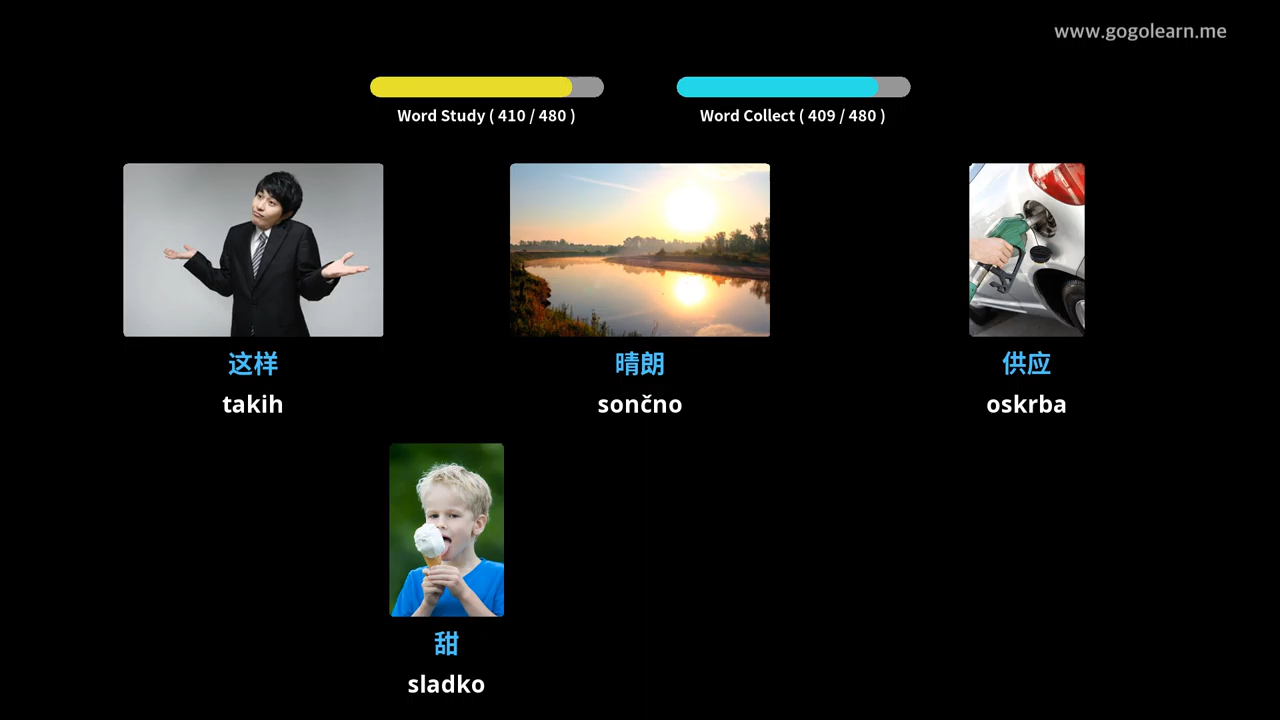 www.gogolearn.me
Word Study ( 410 / 480 )
Word Collect ( 409 / 480 )
这样
takih
晴朗
sončno
供应
oskrba
甜
sladko